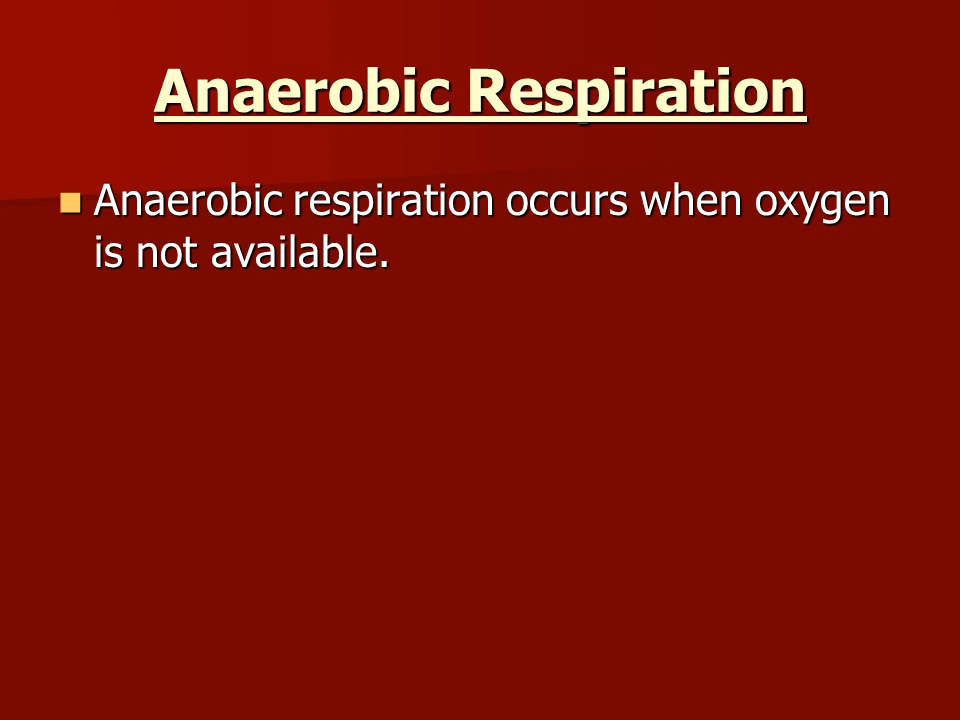 Anaerobic Respiration
Anaerobic respiration occurs when oxygen
is not available.